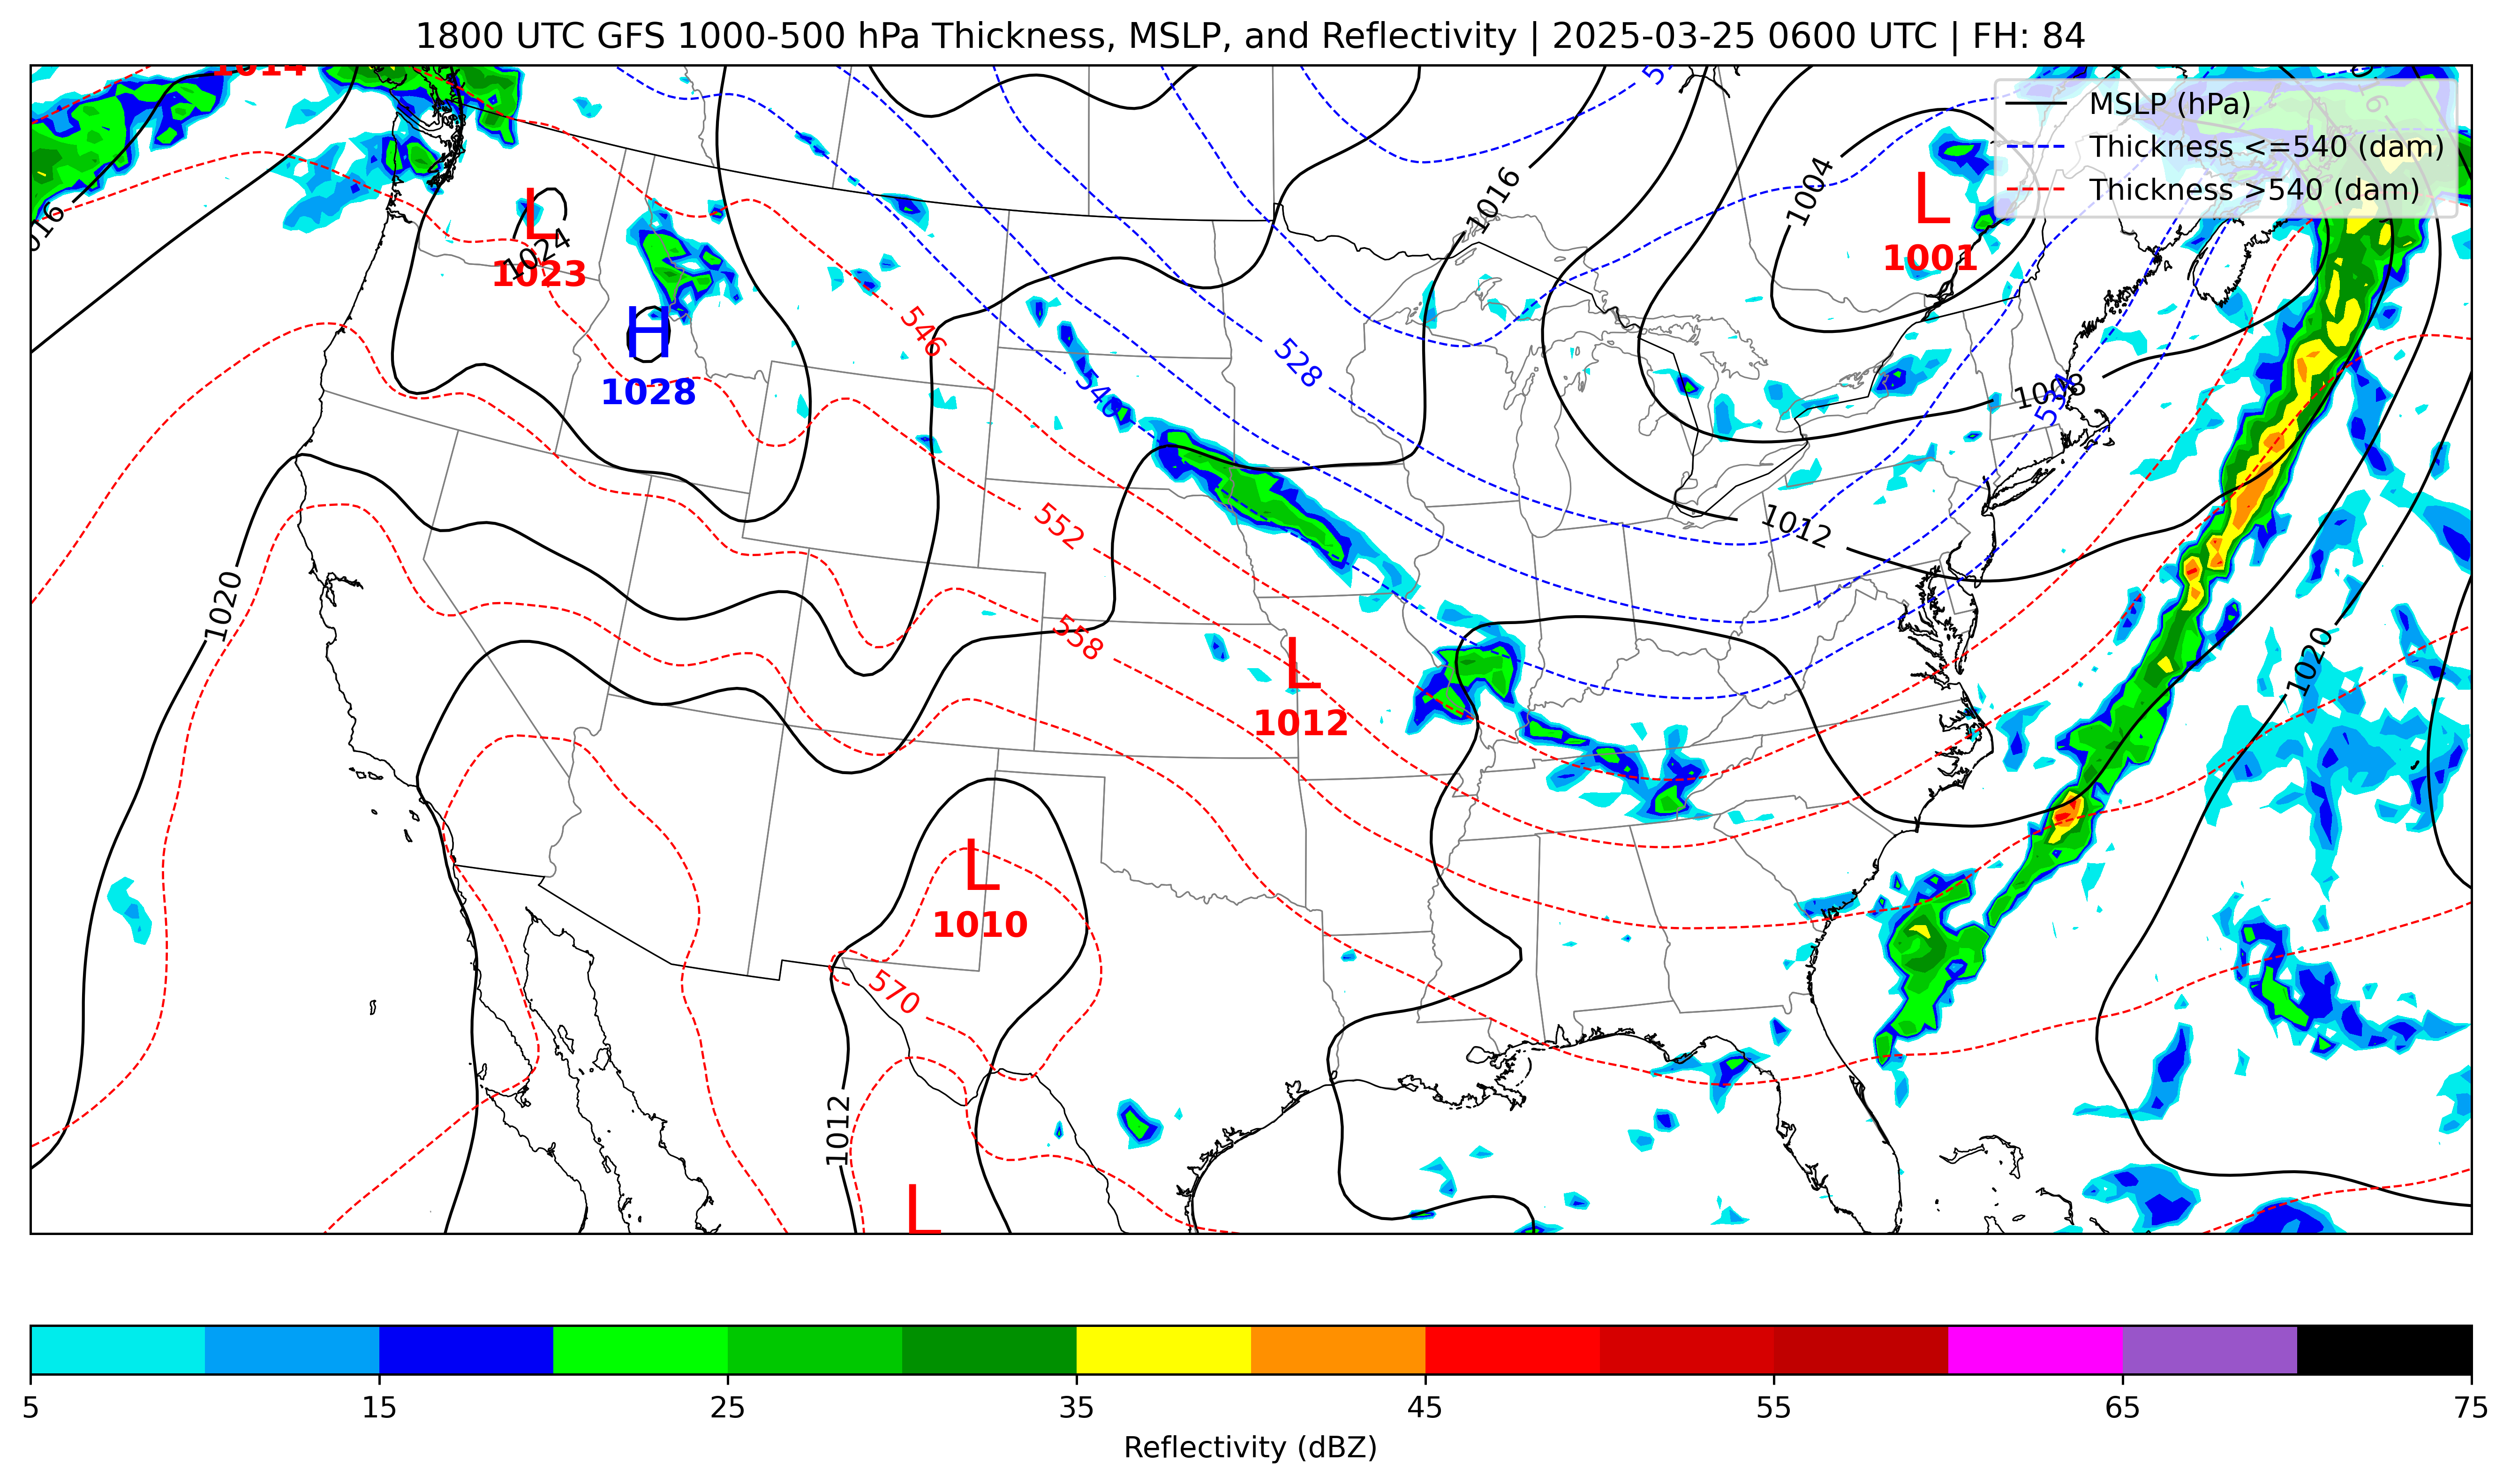 1800 UTC GFS 1000-500 hPa Thickness, MSLP, and Reflectivity | 2025-03-25 0600 UTC | FH: 84
1014
MSLP (hPa)
Thickness <=540 (dam)
Thickness >540 (dam)
1016
1004
1016
L
1023
1024
L
1001
H
1028
546
528
540
1008
534
552
1012
1020
558
L
1012
1020
L
1010
570
1012
L
5
15
25
35
45
55
65
75
Reflectivity (dBZ)